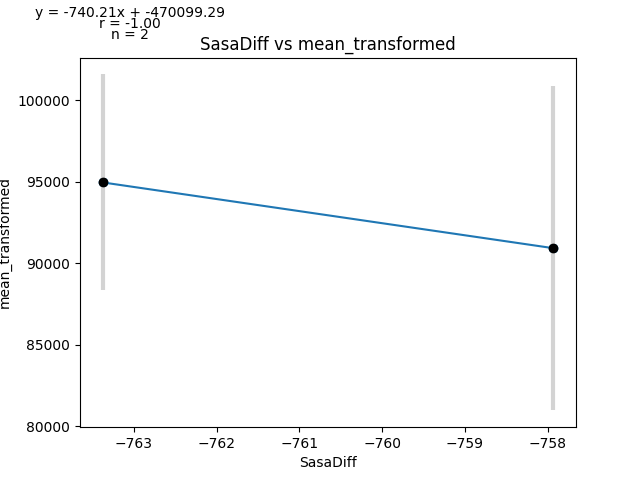 y = -740.21x + -470099.29
r = -1.00
n = 2
SasaDiff vs mean_transformed
mean_transformed
100000
95000
90000
85000
80000
−763 −762 −761 −760 −759 −758
SasaDiff